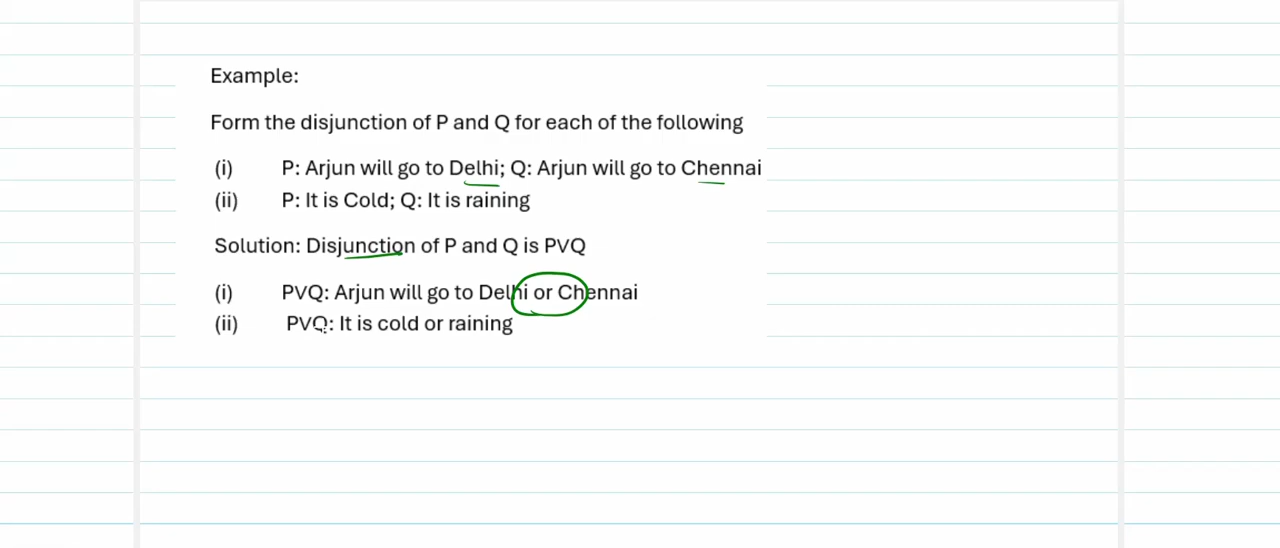 Example:
Form the disjunction of P and Q for each of the following
(i) P: Arjun will go to Delhi; Q: Arjun will go to Chennai
(ii) P: It is Cold; Q: It is raining
Solution: Disjunction of P and Q is PVQ
(i) PVQ: Arjun will go to Delhi or Chennai
(ii) PVQ: It is cold or raining